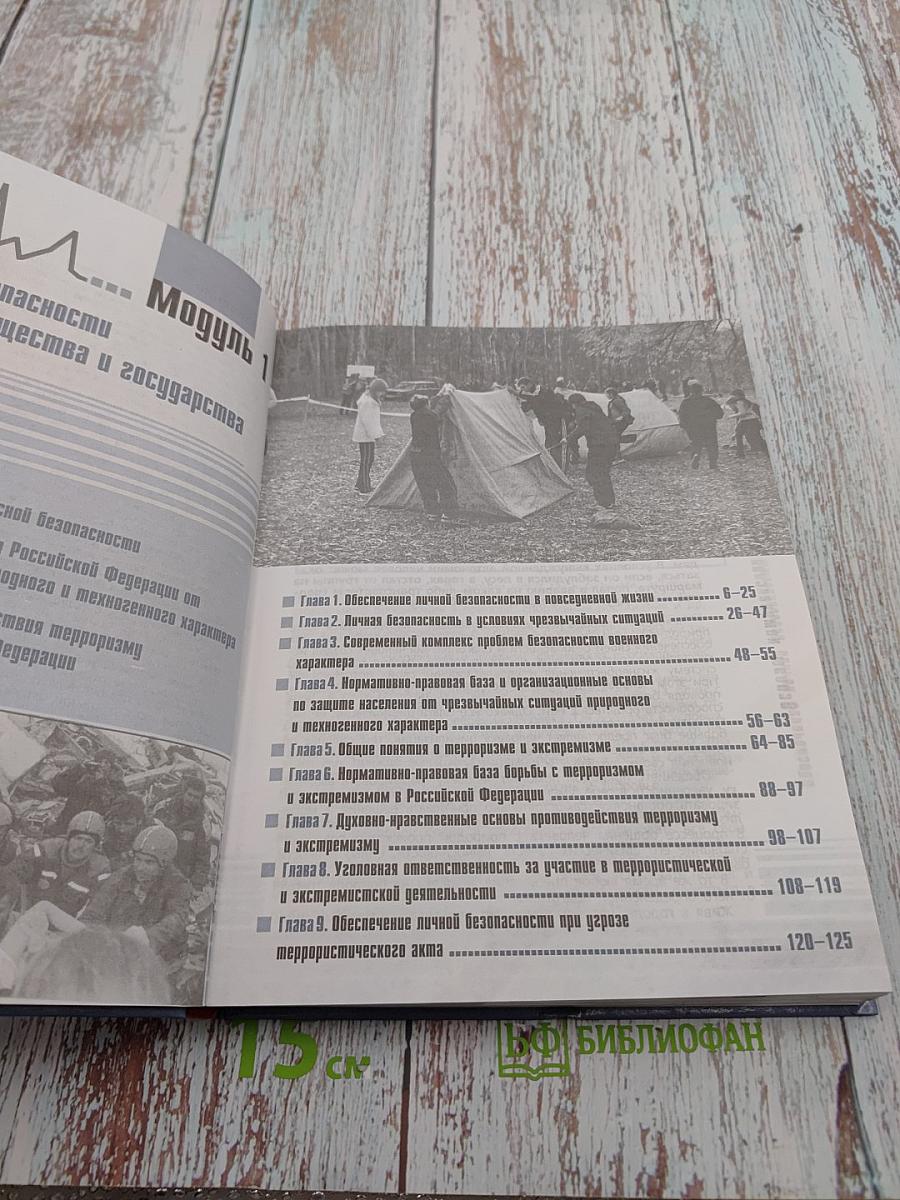 ... Модуль 1
опасности
щества и государства
сной безопасности
Российской Федерации от
родного и техногенного характера
ствия терроризму
Федерации
Глава 1. Обеспечение личной безопасности в повседневной жизни ............ 6–25
Глава 2. Личная безопасность в условиях чрезвычайных ситуаций ............ 26–47
Глава 3. Современный комплекс проблем безопасности военного
характера ............ 48–55
Глава 4. Нормативно-правовая база и организационные основы
по защите населения от чрезвычайных ситуаций природного
и техногенного характера ............ 56–63
Глава 5. Общие понятия о терроризме и экстремизме ............ 64–85
Глава 6. Нормативно-правовая база борьбы с терроризмом
и экстремизмом в Российской Федерации ............ 88–97
Глава 7. Духовно-нравственные основы противодействия терроризму
и экстремизму ............ 98–107
Глава 8. Уголовная ответственность за участие в террористической
и экстремистской деятельности ............ 108–119
Глава 9. Обеспечение личной безопасности при угрозе
террористического акта ............ 120–125
15 см.
БФ БИБЛИОФАН